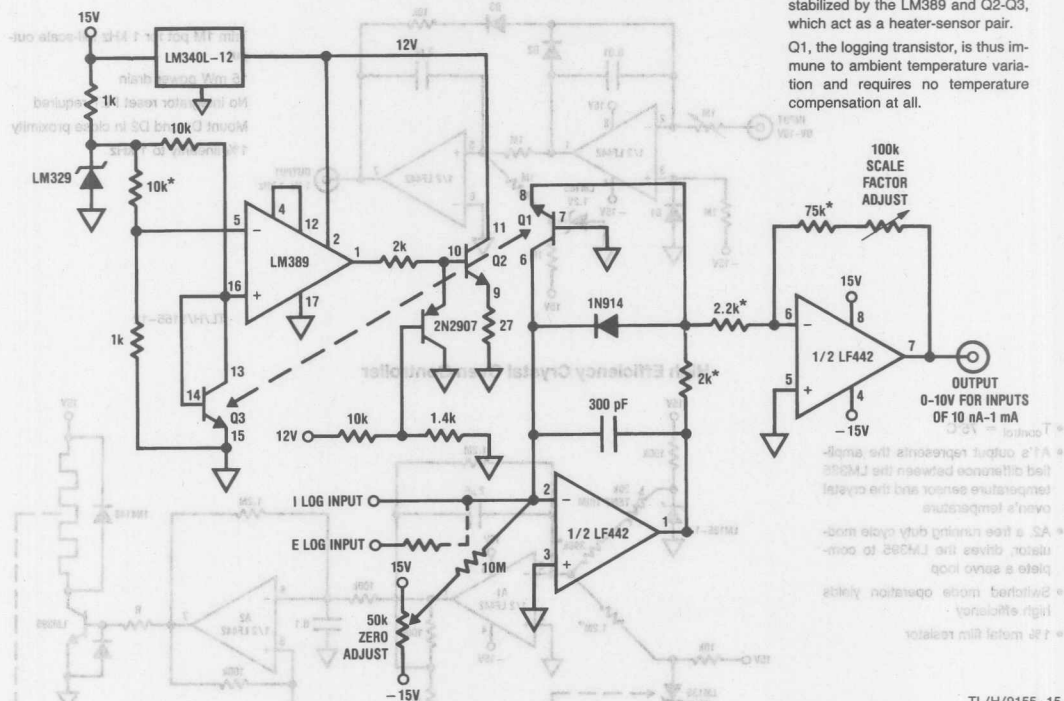 stabilized by the LM389 and Q2-Q3,
which act as a heater-sensor pair.
Q1, the logging transistor, is thus im-
mune to ambient temperature varia-
tion and requires no temperature
compensation at all.
15V
LM340L-12
12V
1k
10k
LM329
10k*
4
12
5
−
2
LM389
1
16
+
17
2k
10
11
Q2
9
27
2N2907
1k
14
13
Q3
15
12V
10k
1.4k
8
Q1
7
6
1N914
300 pF
2k*
2.2k*
75k*
100k
SCALE
FACTOR
ADJUST
15V
6
−
8
1/2 LF442
7
5
+
4
−15V
OUTPUT
0-10V FOR INPUTS
OF 10 nA-1 mA
I LOG INPUT
E LOG INPUT
2
−
1/2 LF442
1
3
+
10M
15V
50k
ZERO
ADJUST
−15V